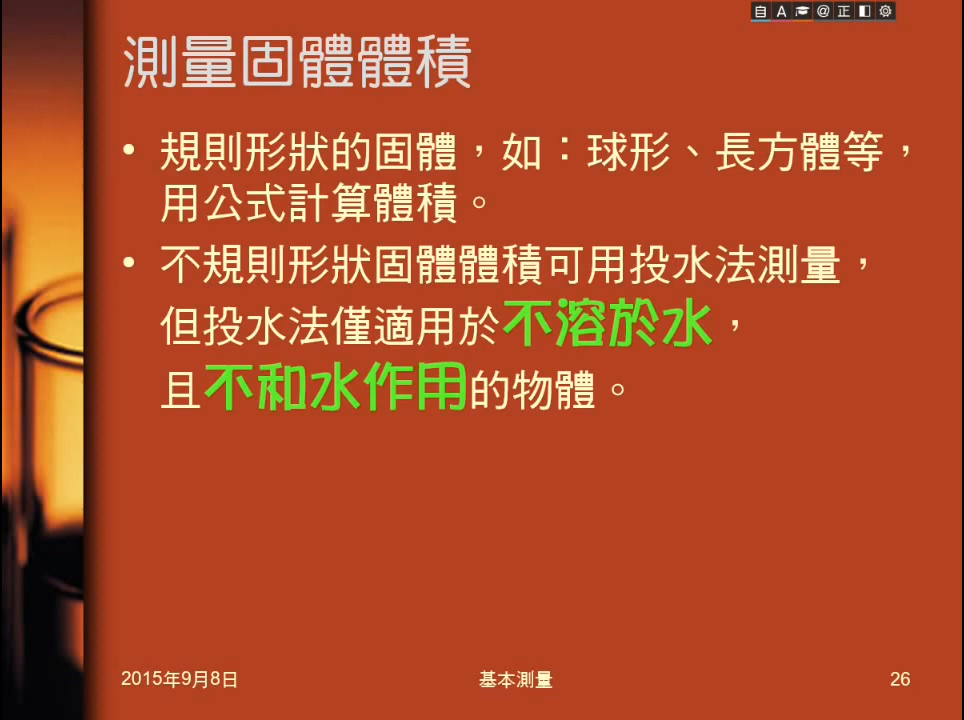 自 A @ 正
測量固體體積
• 規則形狀的固體，如：球形、長方體等，
用公式計算體積。
• 不規則形狀固體體積可用投水法測量，
但投水法僅適用於不溶於水，
且不和水作用的物體。
2015年9月8日 基本測量 26